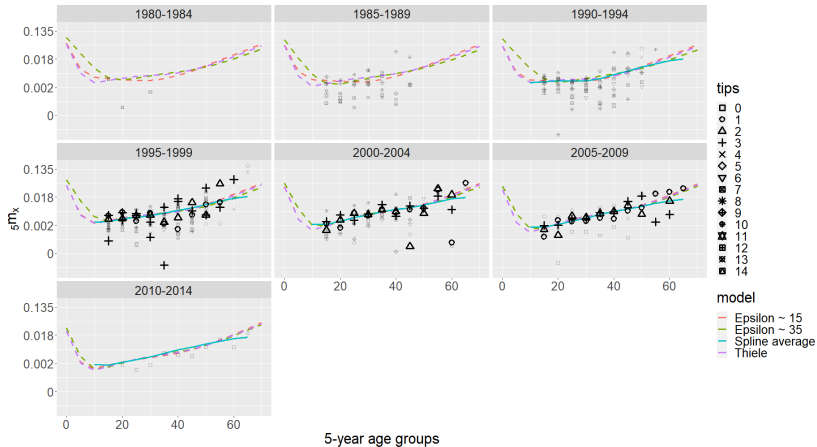 1980-1984 1985-1989 1990-1994
0.135
0.018
0.002
0
1995-1999 2000-2004 2005-2009
0.135
0.018
0.002
0
2010-2014
0.135
0.018
0.002
0
0 20 40 60
0 20 40 60
0 20 40 60
5mx
5-year age groups
tips
0
1
2
3
4
5
6
7
8
9
10
11
12
13
14
model
Epsilon ~ 15
Epsilon ~ 35
Spline average
Thiele